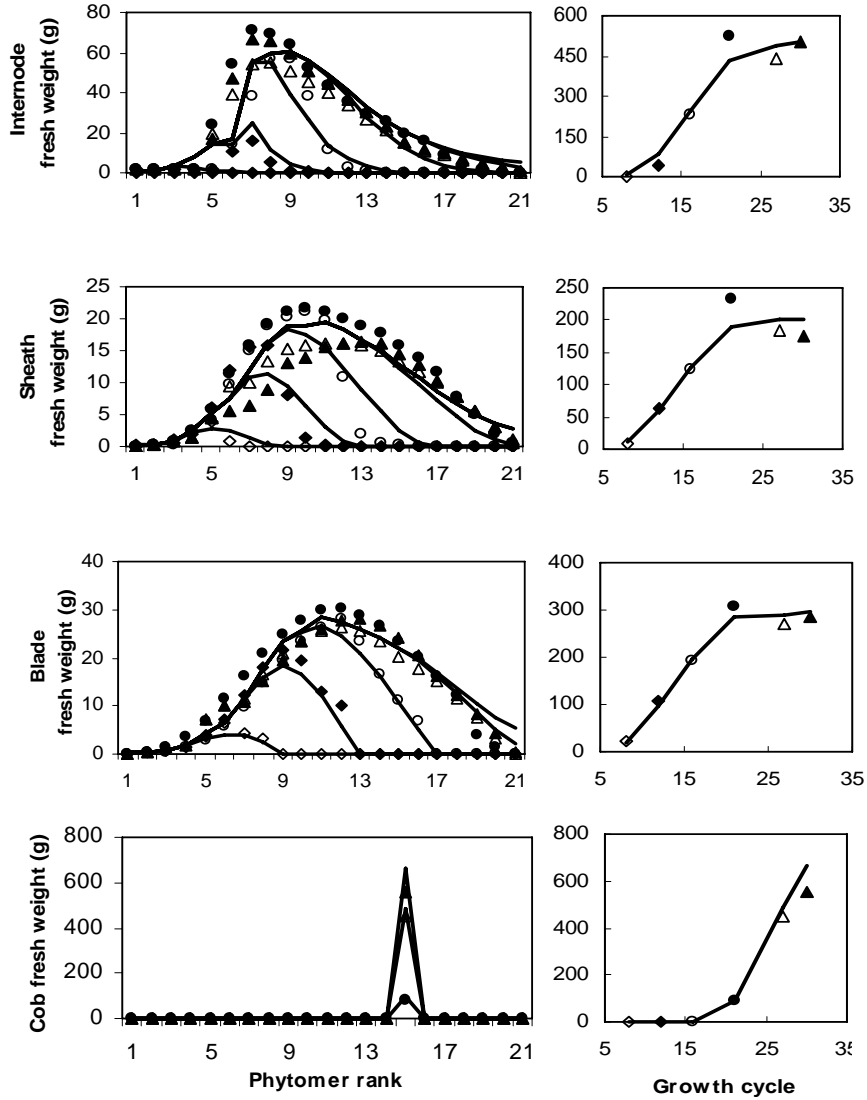 Internode
fresh weight (g)
80
60
40
20
0
1 5 9 13 17 21
600
450
300
150
0
5 15 25 35
Sheath
fresh weight (g)
25
20
15
10
5
0
1 5 9 13 17 21
250
200
150
100
50
0
5 15 25 35
Blade
fresh weight (g)
40
30
20
10
0
1 5 9 13 17 21
400
300
200
100
0
5 15 25 35
Cob fresh weight (g)
800
600
400
200
0
1 5 9 13 17 21
Phytomer rank
800
600
400
200
0
5 15 25 35
Growth cycle